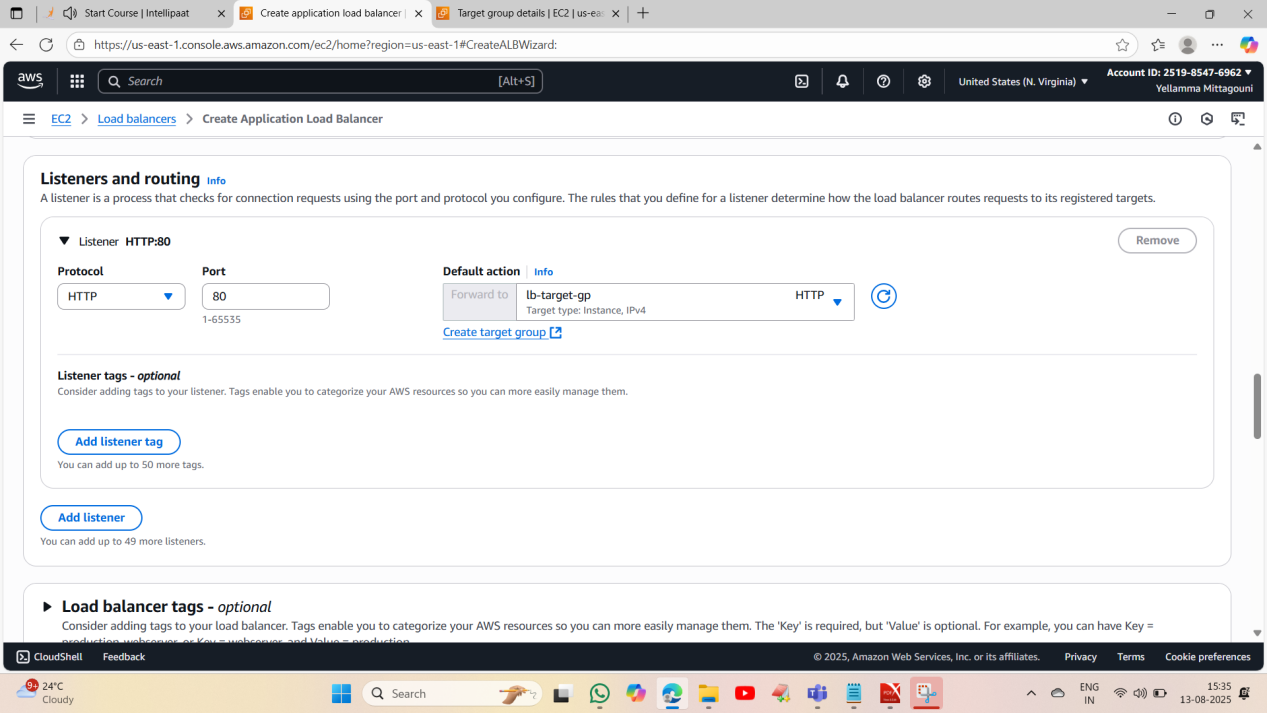 Start Course | Intellipaat
Create application load balancer |
Target group details | EC2 | us-eas
https://us-east-1.console.aws.amazon.com/ec2/home?region=us-east-1#CreateALBWizard:
aws
Search
[Alt+S]
United States (N. Virginia)
Account ID: 2519-8547-6962
Yellamma Mittagouni
EC2
Load balancers
Create Application Load Balancer
Listeners and routing Info
A listener is a process that checks for connection requests using the port and protocol you configure. The rules that you define for a listener determine how the load balancer routes requests to its registered targets.
Listener HTTP:80
Remove
Protocol
Port
Default action
Info
HTTP
80
Forward to
lb-target-gp
HTTP
Target type: Instance, IPv4
1-65535
Create target group
Listener tags - optional
Consider adding tags to your listener. Tags enable you to categorize your AWS resources so you can more easily manage them.
Add listener tag
You can add up to 50 more tags.
Add listener
You can add up to 49 more listeners.
Load balancer tags - optional
Consider adding tags to your load balancer. Tags enable you to categorize your AWS resources so you can more easily manage them. The 'Key' is required, but 'Value' is optional. For example, you can have Key =
production-webserver, or Key = webserver, and Value = production.
CloudShell
Feedback
© 2025, Amazon Web Services, Inc. or its affiliates.
Privacy
Terms
Cookie preferences
9+
24°C
Cloudy
Search
PDF
ENG
IN
15:35
13-08-2025